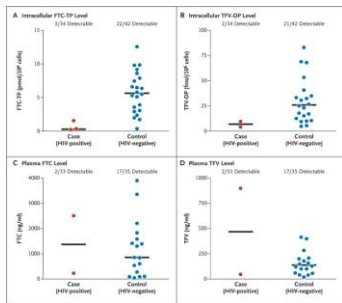 A Intracellular FTC-TP Level
3/34 Detectable 22/42 Detectable
15
10
5
0
FTC-TP
(pmol/10⁶ cells)
Case
(HIV-positive)
Control
(HIV-negative)
B Intracellular TFV-DP Level
2/34 Detectable 21/42 Detectable
100
75
50
25
0
TFV-DP
(fmol/10⁶ cells)
Case
(HIV-positive)
Control
(HIV-negative)
C Plasma FTC Level
2/33 Detectable 17/35 Detectable
4000
3000
2000
1000
0
FTC
(ng/ml)
Case
(HIV-positive)
Control
(HIV-negative)
D Plasma TFV Level
2/33 Detectable 17/35 Detectable
1000
750
500
250
0
TFV
(ng/ml)
Case
(HIV-positive)
Control
(HIV-negative)